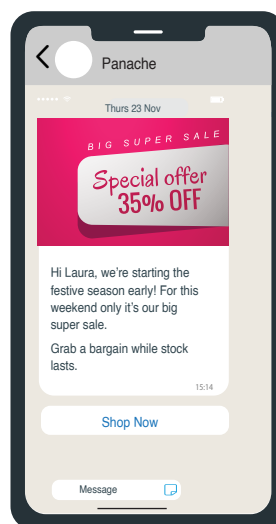 Panache
Thurs 23 Nov
BIG SUPER SALE
Special offer
35% OFF
Hi Laura, we’re starting the
festive season early! For this
weekend only it’s our big
super sale.
Grab a bargain while stock
lasts.
15:14
Shop Now
Message